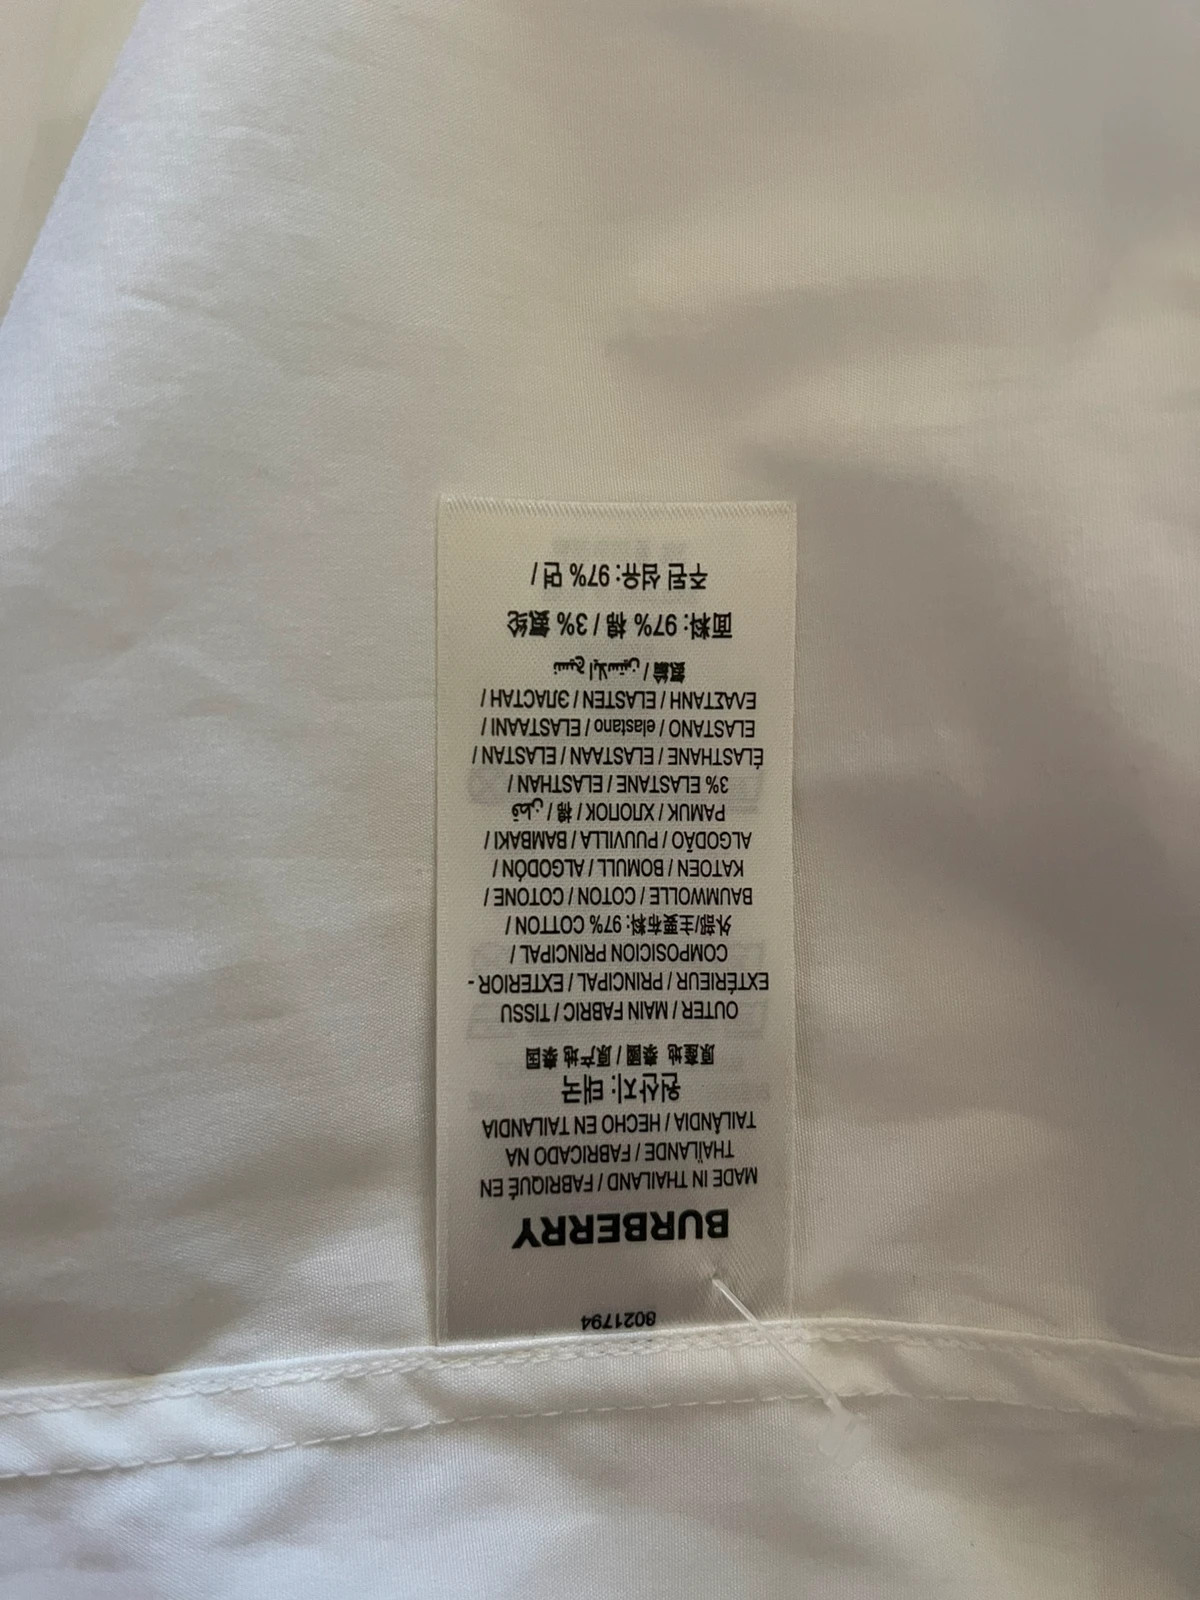 8021794
BURBERRY
MADE IN THAILAND / FABRIQUÉ EN
THAÏLANDE / FABRICADO NA
TAILÂNDIA / HECHO EN TAILANDIA
원산지: 태국
原產地 泰國 / 原产地 泰国
OUTER / MAIN FABRIC / TISSU
EXTÉRIEUR / PRINCIPAL / EXTERIOR -
COMPOSICION PRINCIPAL /
外部/主要布料: 97% COTTON /
BAUMWOLLE / COTON / COTONE /
KATOEN / BOMULL / ALGODÓN /
ALGODÃO / PUUVILLA / BAMBAKI /
PAMUK / ХЛОПОК / 棉 / قطن
3% ELASTANE / ELASTHAN /
ÉLASTHANE / ELASTAAN / ELASTAN /
ELASTANO / elastano / ELASTAANI /
ΕΛΑΣΤΑΝΗ / ELASTEN / ЭЛАСТАН /
氨綸 / نسيج ايلاستين
面料: 97% 棉 / 3% 氨纶
주된 섬유: 97% 면 /